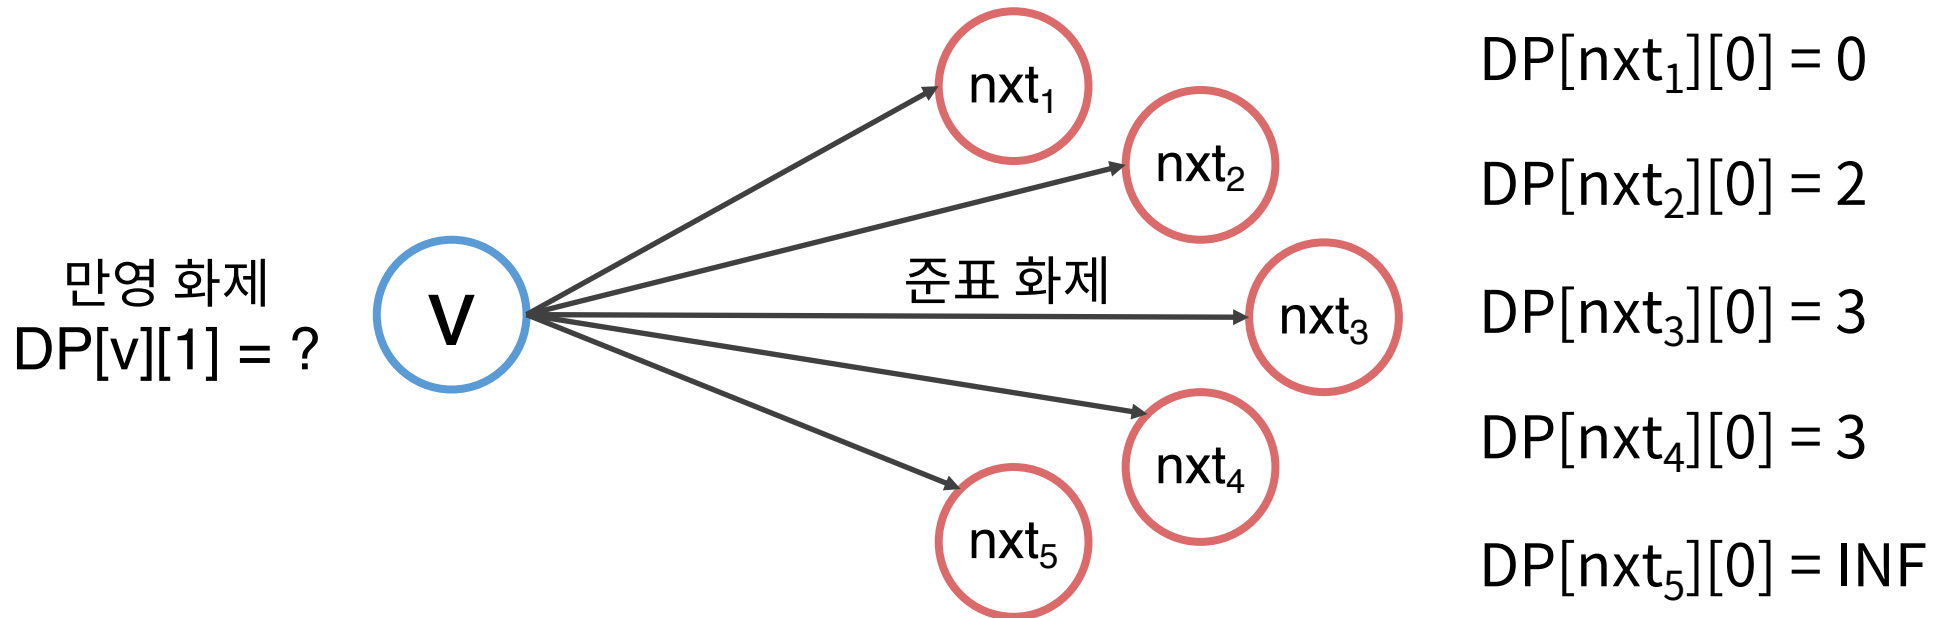 nxt₁
DP[nxt₁][0] = 0
nxt₂
DP[nxt₂][0] = 2
만영 화제
DP[v][1] = ?
v
준표 화제
nxt₃
DP[nxt₃][0] = 3
nxt₄
DP[nxt₄][0] = 3
nxt₅
DP[nxt₅][0] = INF